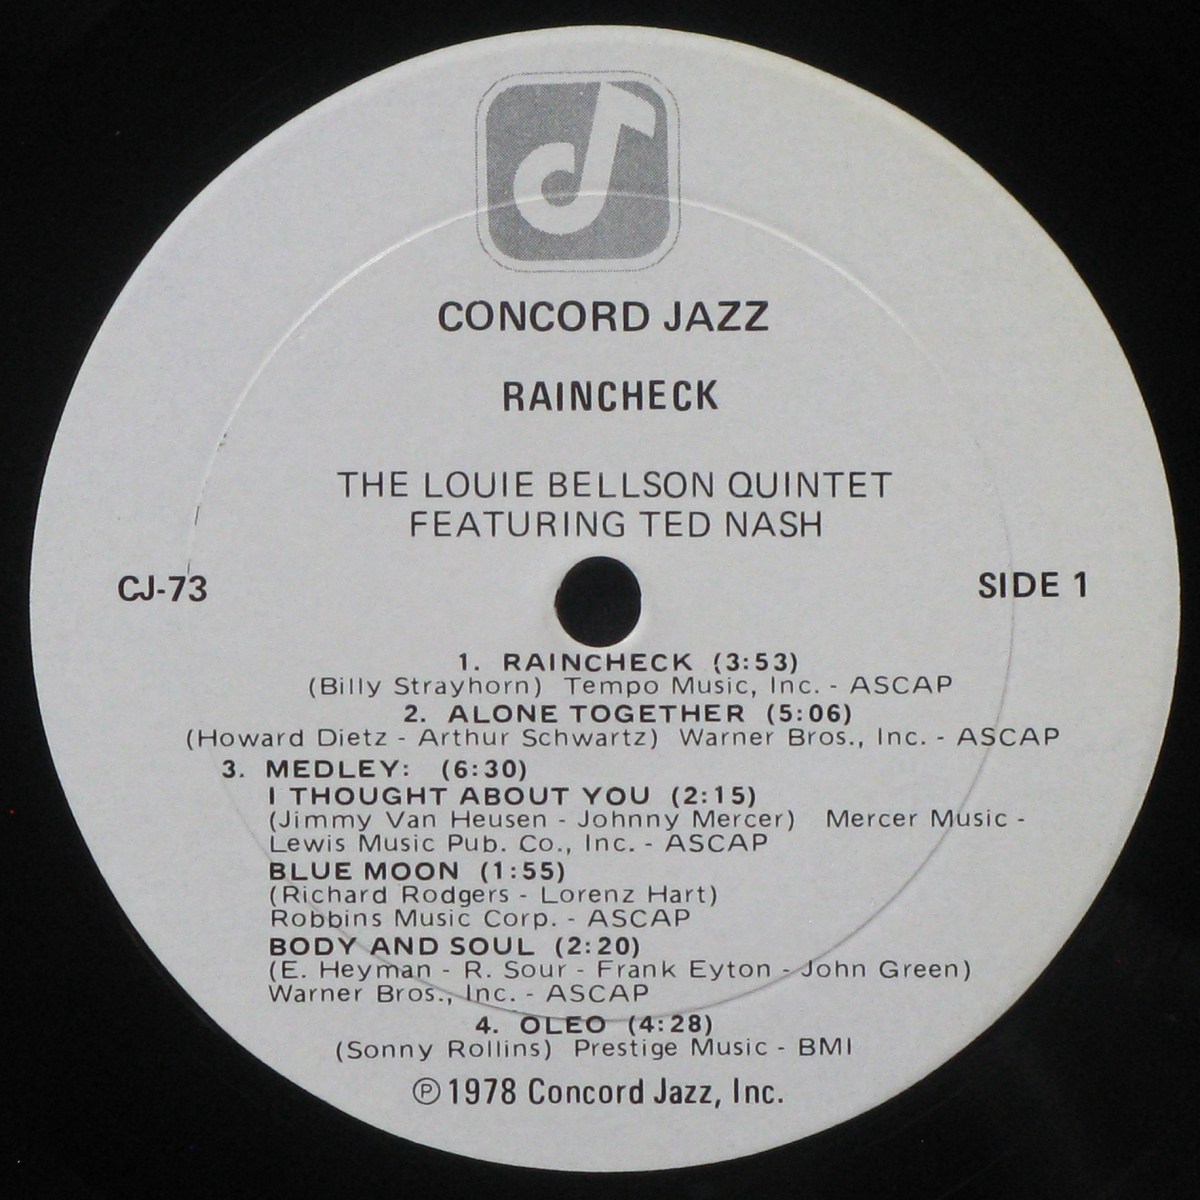 CONCORD JAZZ
RAINCHECK
THE LOUIE BELLSON QUINTET
FEATURING TED NASH
CJ-73
SIDE 1
1. RAINCHECK (3:53)
(Billy Strayhorn) Tempo Music, Inc. - ASCAP
2. ALONE TOGETHER (5:06)
(Howard Dietz - Arthur Schwartz) Warner Bros., Inc. - ASCAP
3. MEDLEY: (6:30)
I THOUGHT ABOUT YOU (2:15)
(Jimmy Van Heusen - Johnny Mercer) Mercer Music -
Lewis Music Pub. Co., Inc. - ASCAP
BLUE MOON (1:55)
(Richard Rodgers - Lorenz Hart)
Robbins Music Corp. - ASCAP
BODY AND SOUL (2:20)
(E. Heyman - R. Sour - Frank Eyton - John Green)
Warner Bros., Inc. - ASCAP
4. OLEO (4:28)
(Sonny Rollins) Prestige Music - BMI
℗ 1978 Concord Jazz, Inc.